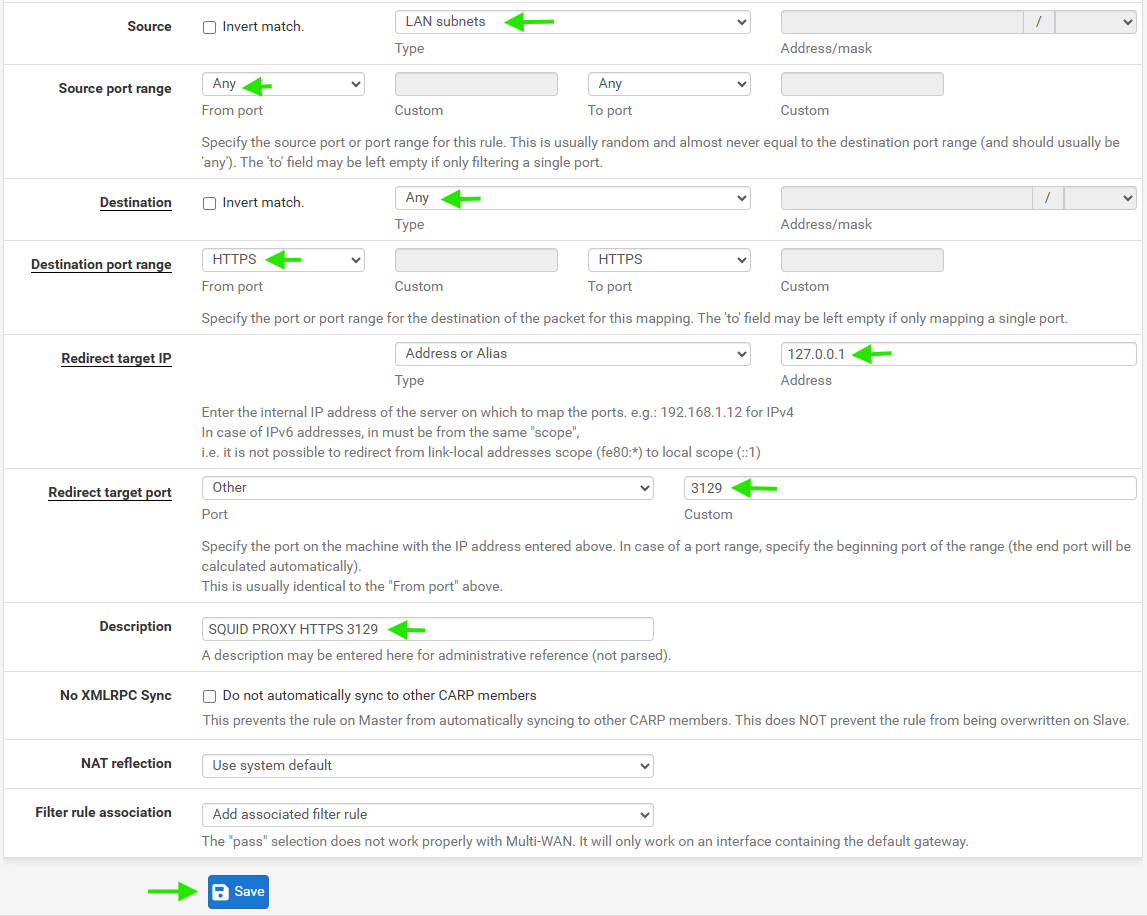 Source Invert match. LAN subnets /
Type Address/mask
Source port range Any Any
From port Custom To port Custom
Specify the source port or port range for this rule. This is usually random and almost never equal to the destination port range (and should usually be
'any'). The 'to' field may be left empty if only filtering a single port.
Destination Invert match. Any /
Type Address/mask
Destination port range HTTPS HTTPS
From port Custom To port Custom
Specify the port or port range for the destination of the packet for this mapping. The 'to' field may be left empty if only mapping a single port.
Redirect target IP Address or Alias 127.0.0.1
Type Address
Enter the internal IP address of the server on which to map the ports. e.g.: 192.168.1.12 for IPv4
In case of IPv6 addresses, in must be from the same "scope",
i.e. it is not possible to redirect from link-local addresses scope (fe80:*) to local scope (::1)
Redirect target port Other 3129
Port Custom
Specify the port on the machine with the IP address entered above. In case of a port range, specify the beginning port of the range (the end port will be
calculated automatically).
This is usually identical to the "From port" above.
Description SQUID PROXY HTTPS 3129
A description may be entered here for administrative reference (not parsed).
No XMLRPC Sync Do not automatically sync to other CARP members
This prevents the rule on Master from automatically syncing to other CARP members. This does NOT prevent the rule from being overwritten on Slave.
NAT reflection Use system default
Filter rule association Add associated filter rule
The "pass" selection does not work properly with Multi-WAN. It will only work on an interface containing the default gateway.
Save